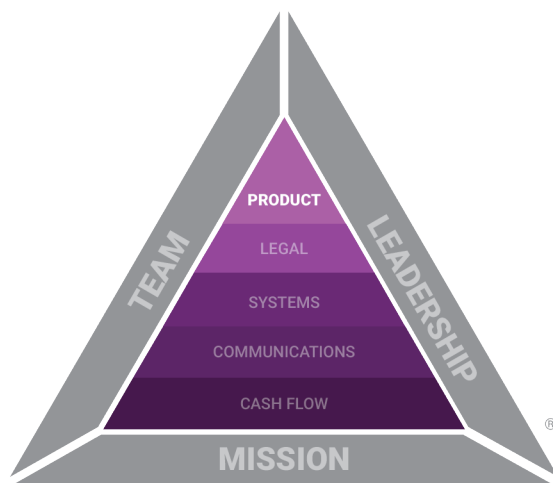 PRODUCT
LEGAL
SYSTEMS
COMMUNICATIONS
CASH FLOW
TEAM
LEADERSHIP
MISSION
®